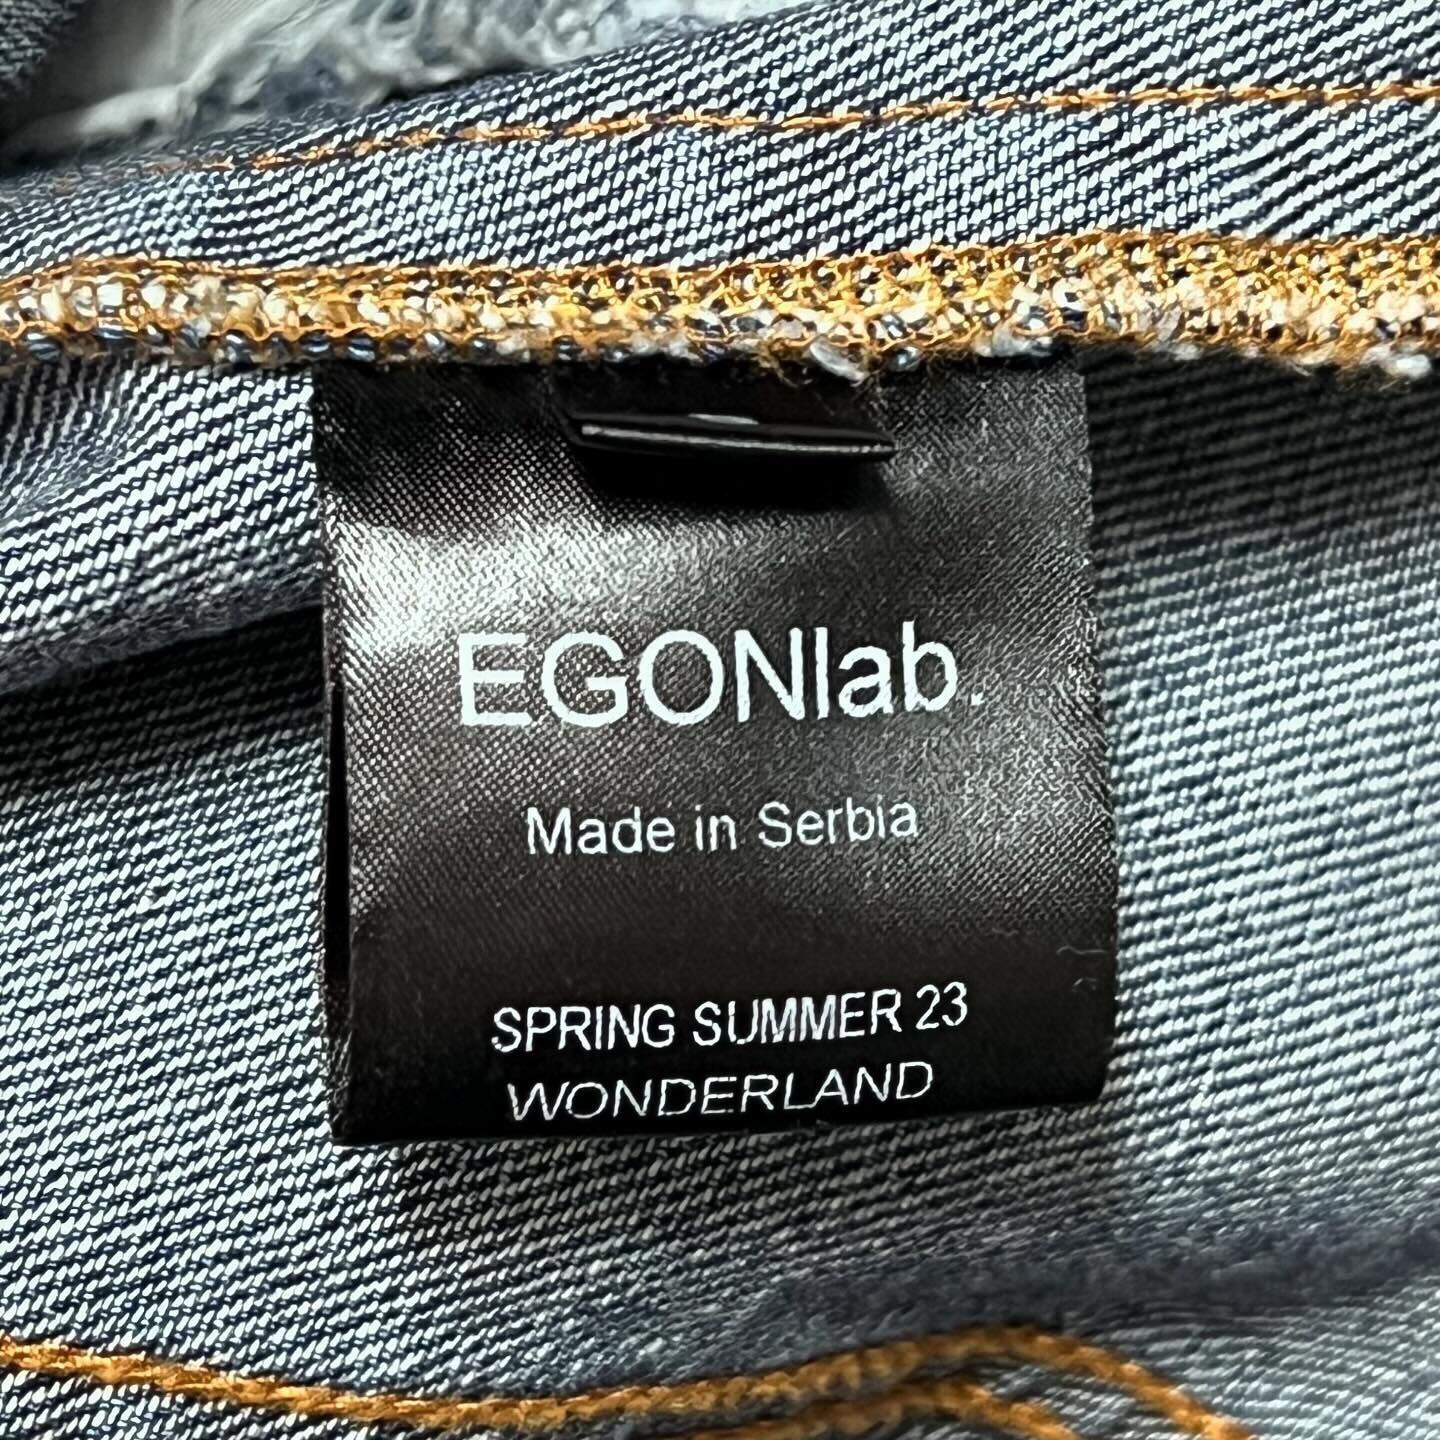 EGONlab.
Made in Serbia
SPRING SUMMER 23
WONDERLAND